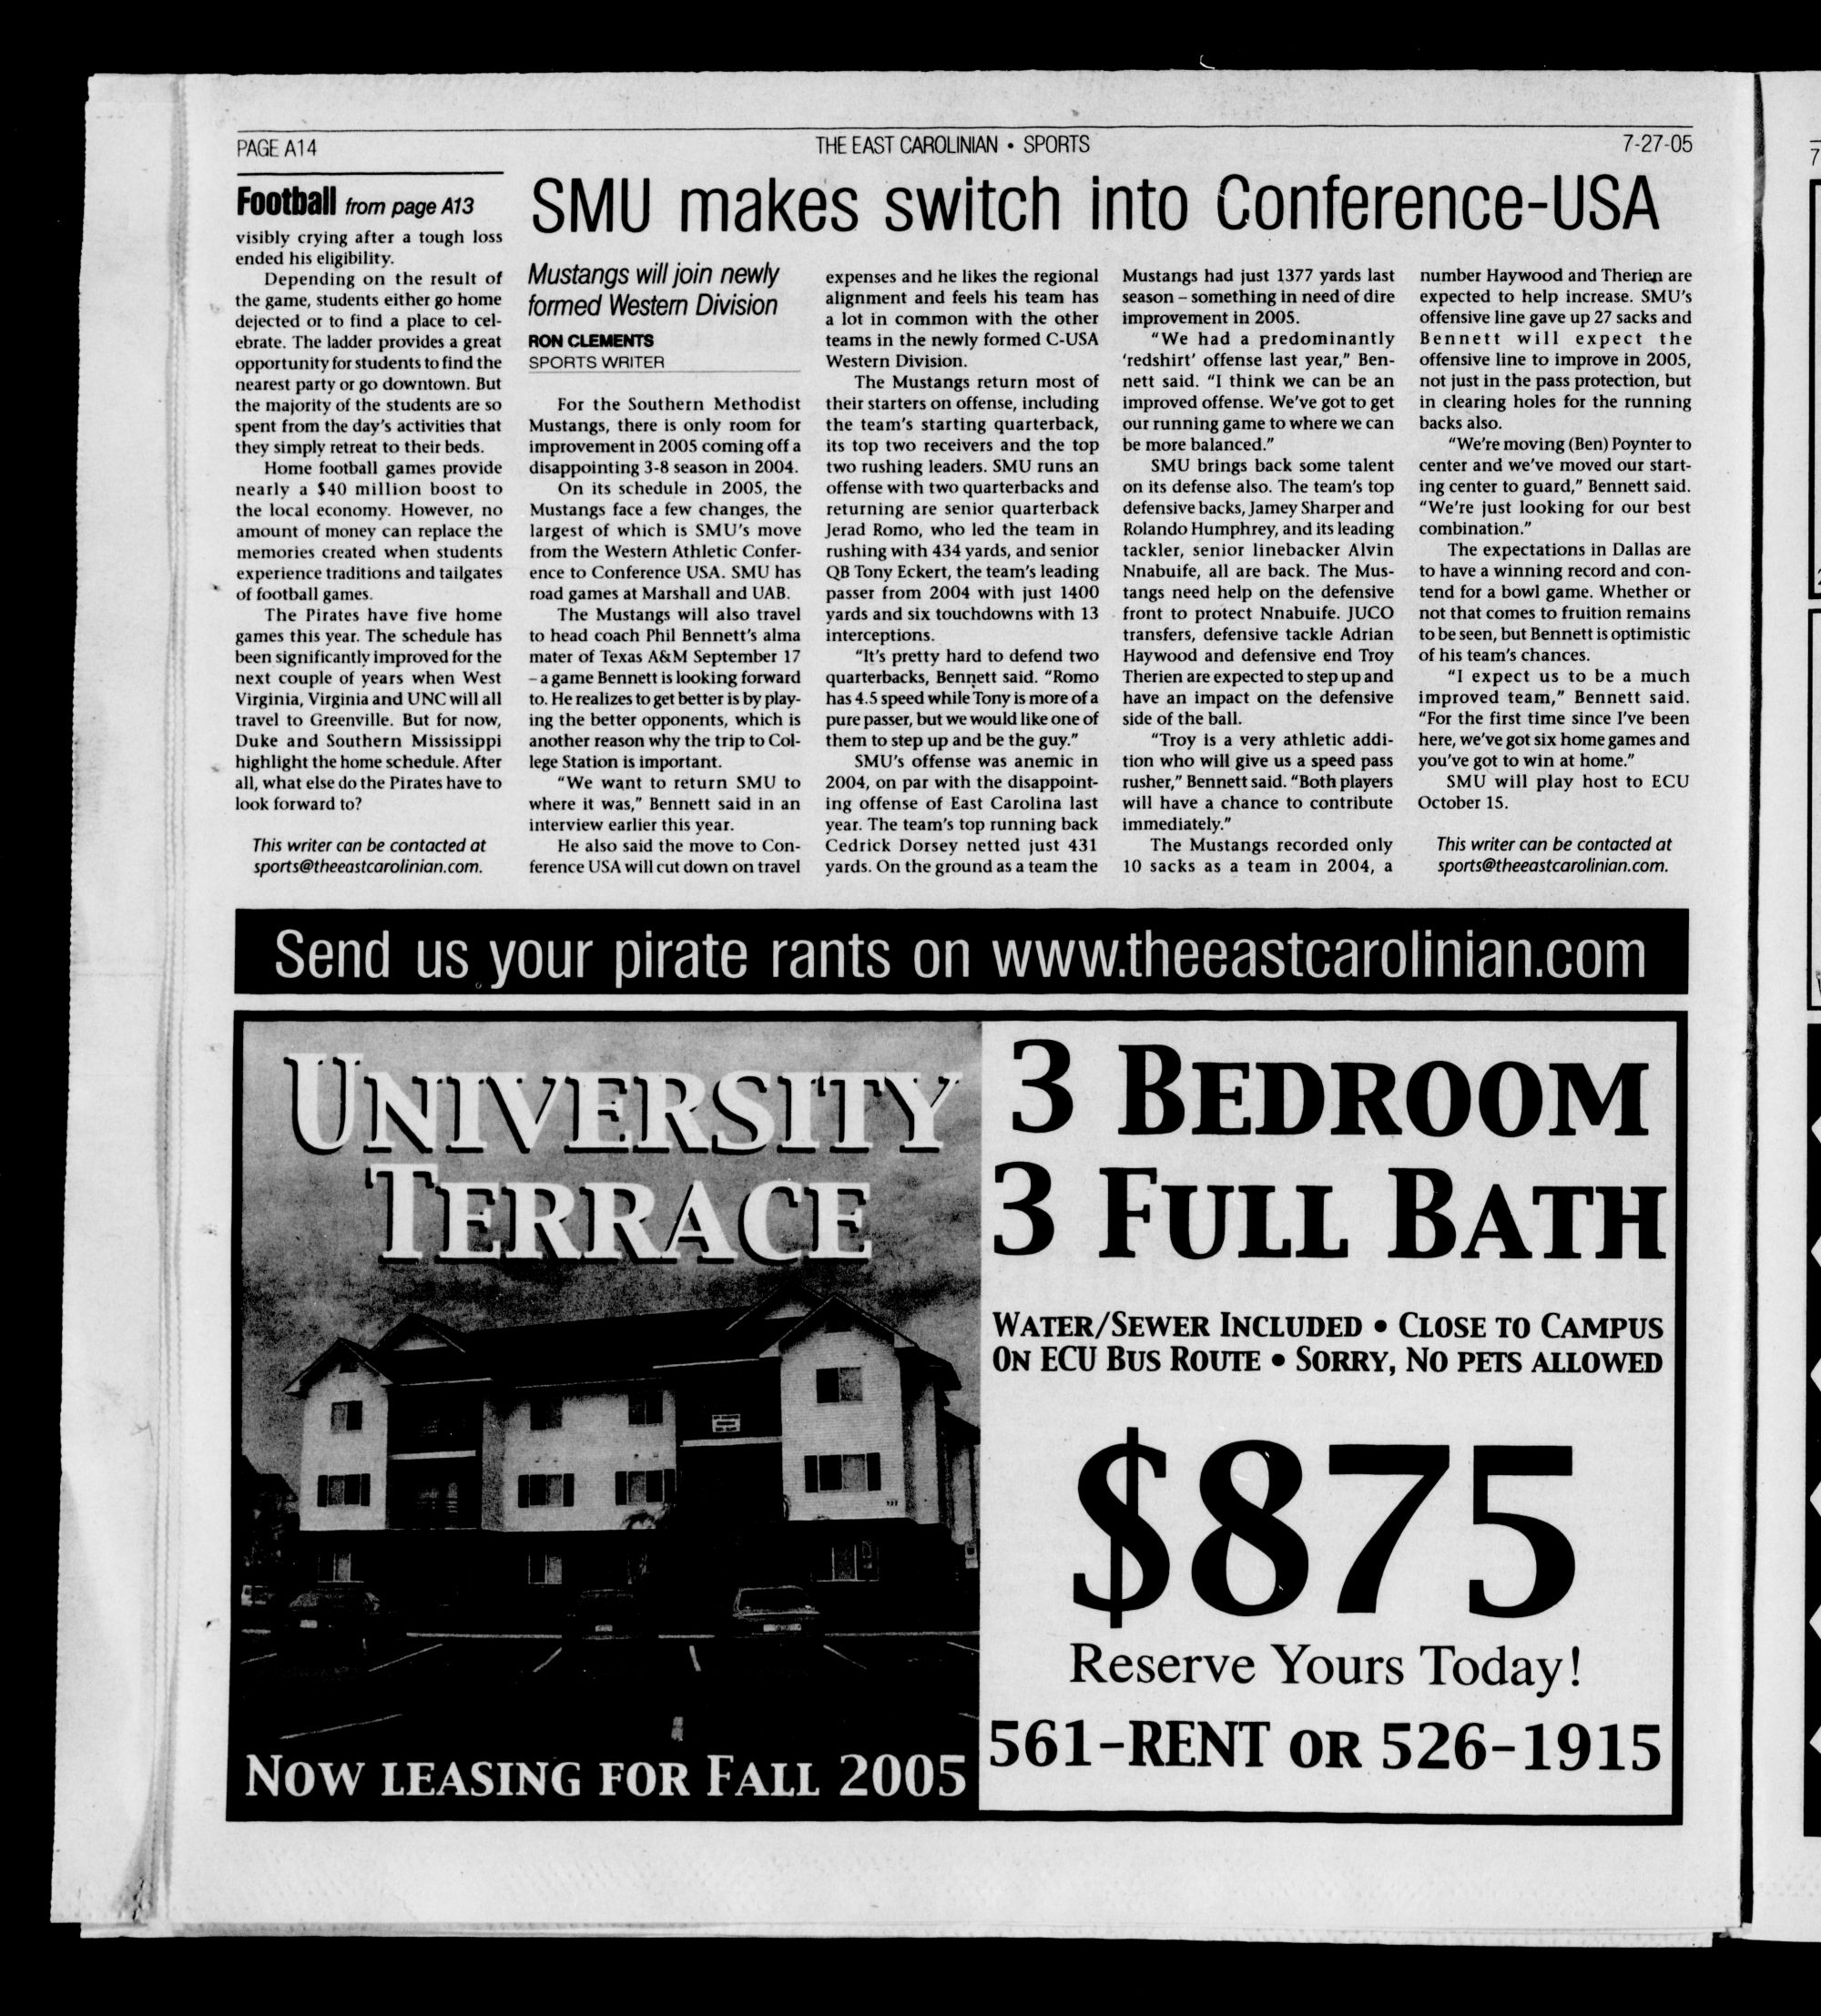 PAGE A14
THE EAST CAROLINIAN • SPORTS
7-27-05
Football from page A13
visibly crying after a tough loss
ended his eligibility.
Depending on the result of
the game, students either go home
dejected or to find a place to cel-
ebrate. The ladder provides a great
opportunity for students to find the
nearest party or go downtown. But
the majority of the students are so
spent from the day's activities that
they simply retreat to their beds.
Home football games provide
nearly a $40 million boost to
the local economy. However, no
amount of money can replace the
memories created when students
experience traditions and tailgates
of football games.
The Pirates have five home
games this year. The schedule has
been significantly improved for the
next couple of years when West
Virginia, Virginia and UNC will all
travel to Greenville. But for now,
Duke and Southern Mississippi
highlight the home schedule. After
all, what else do the Pirates have to
look forward to?
This writer can be contacted at
sports@theeastcarolinian.com.
SMU makes switch into Conference-USA
Mustangs will join newly
formed Western Division
RON CLEMENTS
SPORTS WRITER
For the Southern Methodist
Mustangs, there is only room for
improvement in 2005 coming off a
disappointing 3-8 season in 2004.
On its schedule in 2005, the
Mustangs face a few changes, the
largest of which is SMU's move
from the Western Athletic Confer-
ence to Conference USA. SMU has
road games at Marshall and UAB.
The Mustangs will also travel
to head coach Phil Bennett's alma
mater of Texas A&M September 17
– a game Bennett is looking forward
to. He realizes to get better is by play-
ing the better opponents, which is
another reason why the trip to Col-
lege Station is important.
"We want to return SMU to
where it was," Bennett said in an
interview earlier this year.
He also said the move to Con-
ference USA will cut down on travel
expenses and he likes the regional
alignment and feels his team has
a lot in common with the other
teams in the newly formed C-USA
Western Division.
The Mustangs return most of
their starters on offense, including
the team's starting quarterback,
its top two receivers and the top
two rushing leaders. SMU runs an
offense with two quarterbacks and
returning are senior quarterback
Jerad Romo, who led the team in
rushing with 434 yards, and senior
QB Tony Eckert, the team's leading
passer from 2004 with just 1400
yards and six touchdowns with 13
interceptions.
"It's pretty hard to defend two
quarterbacks, Bennett said. "Romo
has 4.5 speed while Tony is more of a
pure passer, but we would like one of
them to step up and be the guy."
SMU's offense was anemic in
2004, on par with the disappoint-
ing offense of East Carolina last
year. The team's top running back
Cedrick Dorsey netted just 431
yards. On the ground as a team the
Mustangs had just 1377 yards last
season – something in need of dire
improvement in 2005.
"We had a predominantly
'redshirt' offense last year," Ben-
nett said. "I think we can be an
improved offense. We've got to get
our running game to where we can
be more balanced."
SMU brings back some talent
on its defense also. The team's top
defensive backs, Jamey Sharper and
Rolando Humphrey, and its leading
tackler, senior linebacker Alvin
Nnabuife, all are back. The Mus-
tangs need help on the defensive
front to protect Nnabuife. JUCO
transfers, defensive tackle Adrian
Haywood and defensive end Troy
Therien are expected to step up and
have an impact on the defensive
side of the ball.
"Troy is a very athletic addi-
tion who will give us a speed pass
rusher," Bennett said. "Both players
will have a chance to contribute
immediately."
The Mustangs recorded only
10 sacks as a team in 2004, a
number Haywood and Therien are
expected to help increase. SMU's
offensive line gave up 27 sacks and
Bennett will expect the
offensive line to improve in 2005,
not just in the pass protection, but
in clearing holes for the running
backs also.
"We're moving (Ben) Poynter to
center and we've moved our start-
ing center to guard," Bennett said.
"We're just looking for our best
combination."
The expectations in Dallas are
to have a winning record and con-
tend for a bowl game. Whether or
not that comes to fruition remains
to be seen, but Bennett is optimistic
of his team's chances.
"I expect us to be a much
improved team," Bennett said.
"For the first time since I've been
here, we've got six home games and
you've got to win at home."
SMU will play host to ECU
October 15.
This writer can be contacted at
sports@theeastcarolinian.com.
Send us your pirate rants on www.theeastcarolinian.com
UNIVERSITY
TERRACE
NOW LEASING FOR FALL 2005
3 BEDROOM
3 FULL BATH
WATER/SEWER INCLUDED • CLOSE TO CAMPUS
ON ECU BUS ROUTE • SORRY, NO PETS ALLOWED
$875
Reserve Yours Today!
561-RENT OR 526-1915